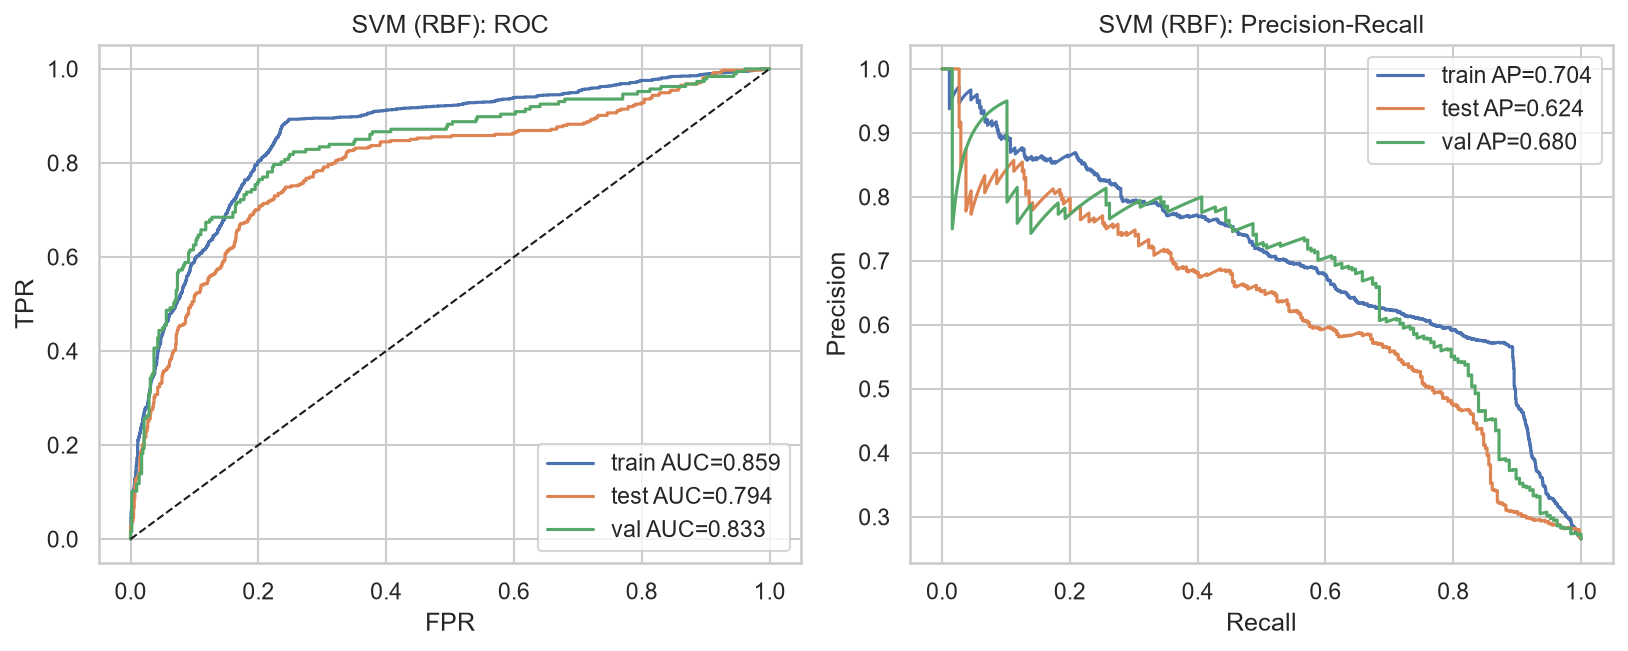 SVM (RBF): ROC
TPR
1.0
0.8
0.6
0.4
0.2
0.0
train AUC=0.859
test AUC=0.794
val AUC=0.833
0.0 0.2 0.4 0.6 0.8 1.0
FPR
SVM (RBF): Precision-Recall
Precision
1.0
0.9
0.8
0.7
0.6
0.5
0.4
0.3
train AP=0.704
test AP=0.624
val AP=0.680
0.0 0.2 0.4 0.6 0.8 1.0
Recall